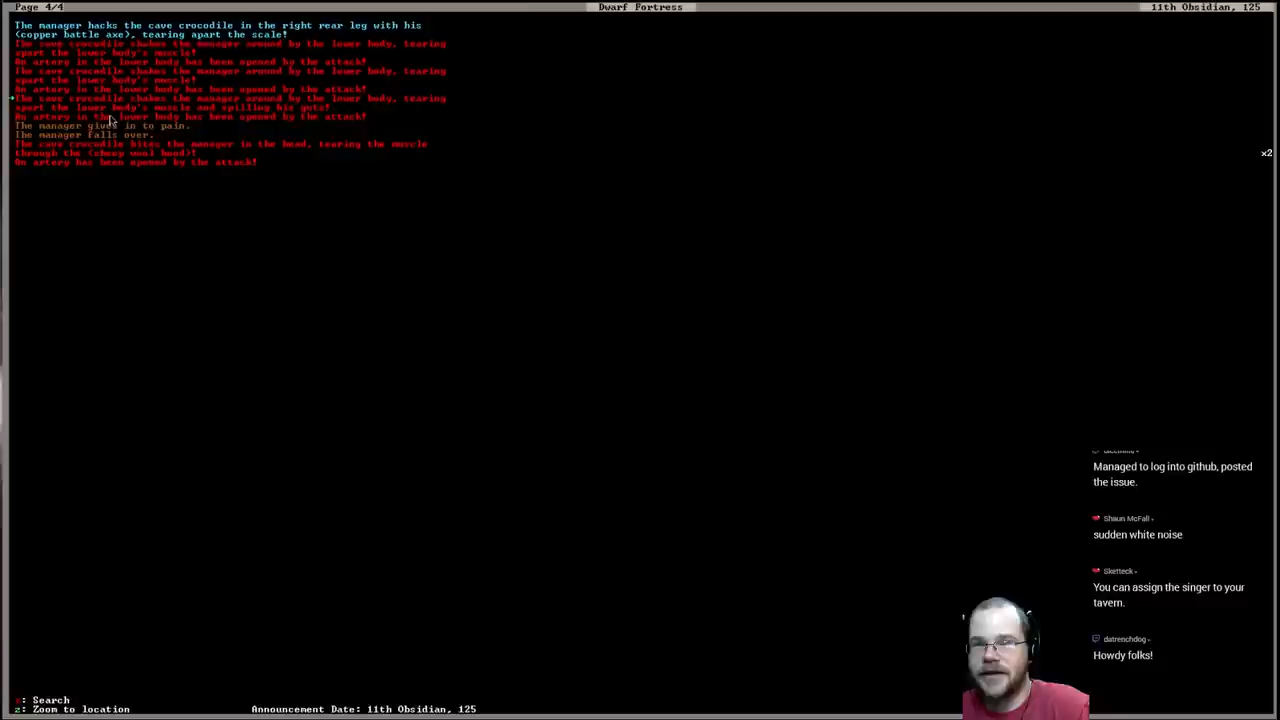 Page 4/4
Dwarf Fortress
11th Obsidian, 125
The manager hacks the cave crocodile in the right rear leg with his
(copper battle axe), tearing apart the scale!
The cave crocodile shakes the manager around by the lower body, tearing
apart the lower body's muscle!
An artery in the lower body has been opened by the attack!
The cave crocodile shakes the manager around by the lower body, tearing
apart the lower body's muscle!
An artery in the lower body has been opened by the attack!
The cave crocodile shakes the manager around by the lower body, tearing
apart the lower body's muscle and spilling his guts!
An artery in the lower body has been opened by the attack!
The manager gives in to pain.
The manager falls over.
The cave crocodile bites the manager in the head, tearing the muscle
through the (sheep wool hood)!
An artery has been opened by the attack!
x2
Managed to log into github, posted
the issue.
Shaun McFall
sudden white noise
Sketteck
You can assign the singer to your
tavern.
datrenchdog
Howdy folks!
s: Search
z: Zoom to location
Announcement Date: 11th Obsidian, 125